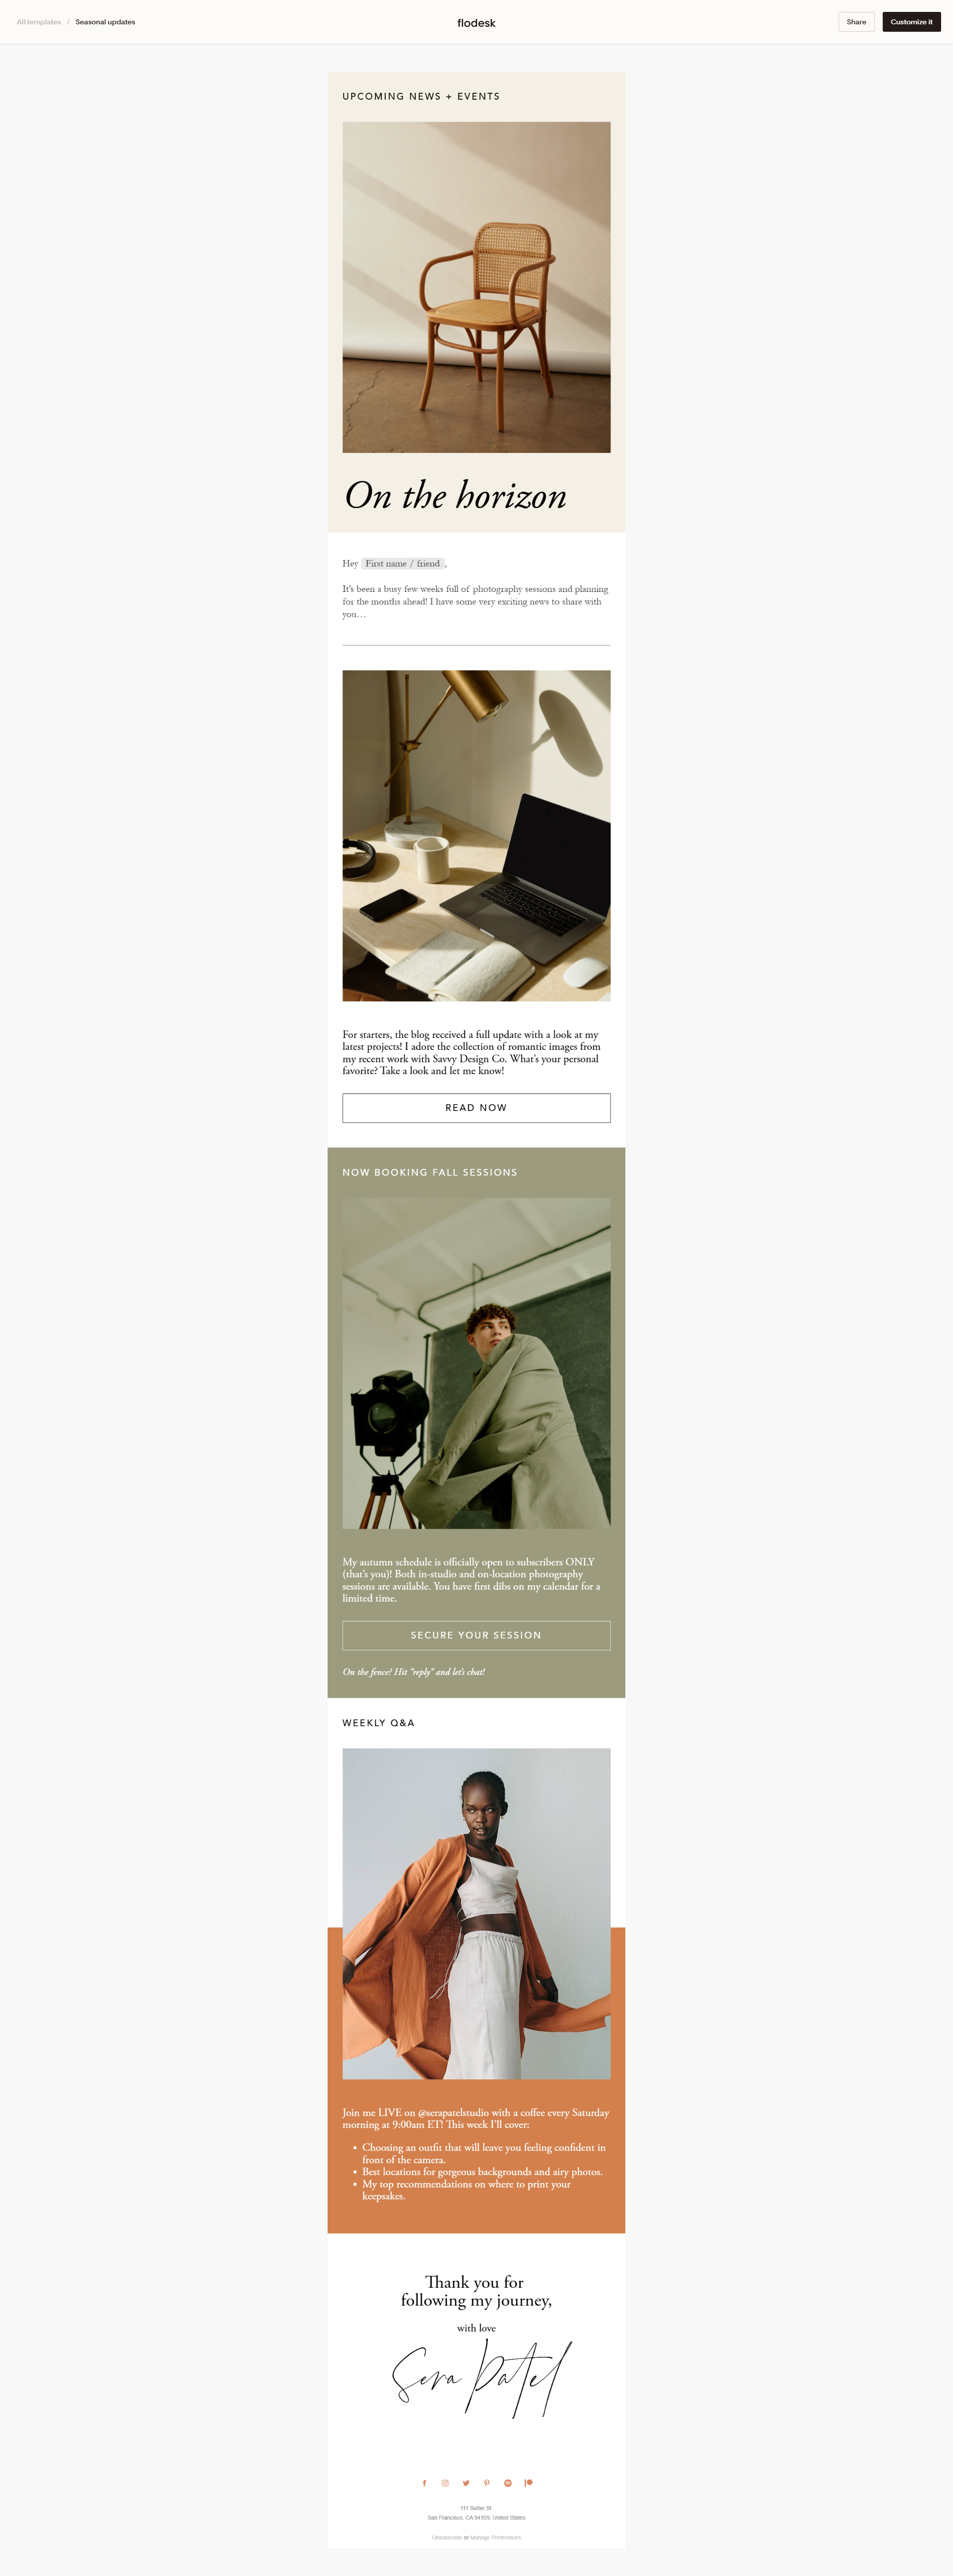 All templates / Seasonal updates
flodesk
Share
Customize it
UPCOMING NEWS + EVENTS
On the horizon
Hey First name / friend ,
It's been a busy few weeks full of photography sessions and planning
for the months ahead! I have some very exciting news to share with
you…
For starters, the blog received a full update with a look at my
latest projects! I adore the collection of romantic images from
my recent work with Savvy Design Co. What's your personal
favorite? Take a look and let me know!
READ NOW
NOW BOOKING FALL SESSIONS
My autumn schedule is officially open to subscribers ONLY
(that's you)! Both in-studio and on-location photography
sessions are available. You have first dibs on my calendar for a
limited time.
SECURE YOUR SESSION
On the fence? Hit "reply" and let's chat!
WEEKLY Q&A
Join me LIVE on @serapatelstudio with a coffee every Saturday
morning at 9:00am ET! This week I'll cover:
• Choosing an outfit that will leave you feeling confident in
front of the camera.
• Best locations for gorgeous backgrounds and airy photos.
• My top recommendations on where to print your
keepsakes.
Thank you for
following my journey,
with love
Sera Patel
111 Sutter St
San Francisco, CA 94109, United States
Unsubscribe or Manage Preferences